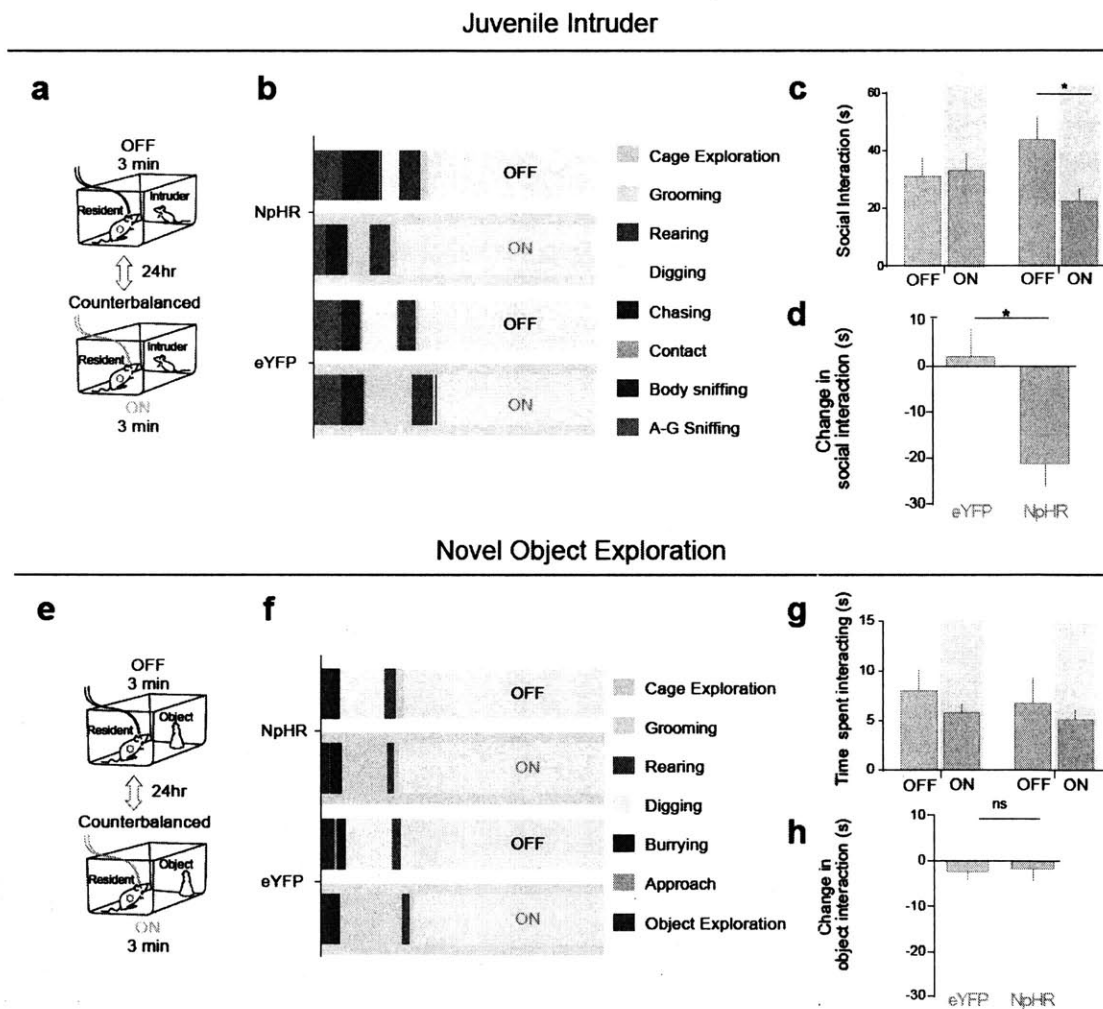 Juvenile Intruder
a
OFF
3 min
Resident
Intruder
24hr
Counterbalanced
Resident
Intruder
ON
3 min
b
NpHR
eYFP
OFF
ON
OFF
ON
Cage Exploration
Grooming
Rearing
Digging
Chasing
Contact
Body sniffing
A-G Sniffing
c
Social Interaction (s)
60
40
20
0
*
OFF
ON
OFF
ON
d
Change in
social interaction (s)
10
0
-10
-20
-30
*
eYFP
NpHR
Novel Object Exploration
e
OFF
3 min
Resident
Object
24hr
Counterbalanced
Resident
Object
ON
3 min
f
NpHR
eYFP
OFF
ON
OFF
ON
Cage Exploration
Grooming
Rearing
Digging
Burrying
Approach
Object Exploration
g
Time spent interacting (s)
15
10
5
0
OFF
ON
OFF
ON
h
Change in
object interaction (s)
10
0
-10
-20
-30
ns
eYFP
NpHR